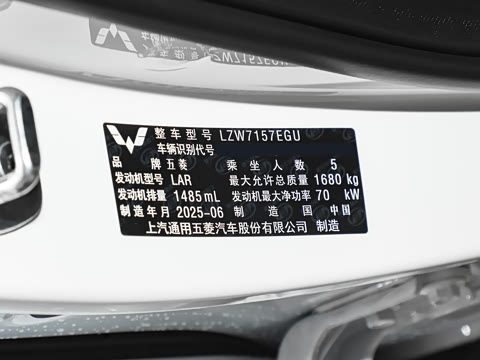 整车型号 LZW7157EGU
车辆识别代号
品牌 五菱 乘坐人数 5
发动机型号 LAR 最大允许总质量 1680 kg
发动机排量 1485 mL 发动机最大净功率 70 kW
制造年月 2025-06 制造国 中国
上汽通用五菱汽车股份有限公司 制造